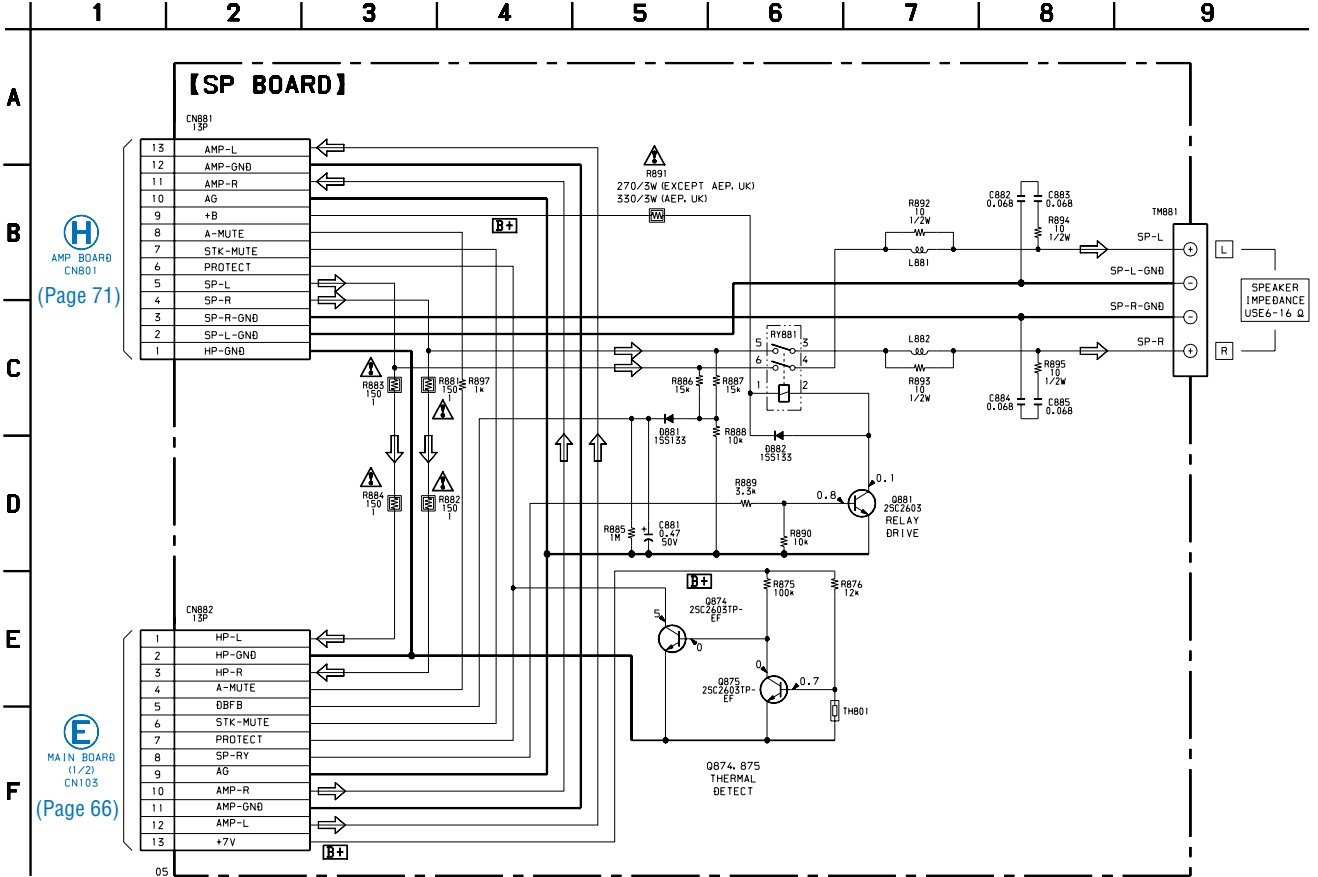 1 2 3 4 5 6 7 8 9
A
B
C
D
E
F
【SP BOARD】
CN881
13P
13 AMP-L
12 AMP-GND
11 AMP-R
10 AG
9 +B
8 A-MUTE
7 STK-MUTE
6 PROTECT
5 SP-L
4 SP-R
3 SP-R-GND
2 SP-L-GND
1 HP-GND
H
AMP BOARD
CN801
(Page 71)
B+
R891
270/3W (EXCEPT AEP, UK)
330/3W (AEP, UK)
R892
10
1/2W
L881
C882
0.068
C883
0.068
R894
10
1/2W
TM881
SP-L
+
L
SP-L-GND
-
SP-R-GND
-
SP-R
+
R
SPEAKER
IMPEDANCE
USE6-16 Ω
RY881
5
3
6
4
1
2
L882
R893
10
1/2W
R895
10
1/2W
C884
0.068
C885
0.068
R883
150
1
R881
150
1
R897
1k
R886
15k
R887
15k
D881
1SS133
R888
10k
D882
1SS133
R884
150
1
R882
150
1
R889
3.3k
0.8
0.1
Q881
2SC2603
RELAY
DRIVE
R885
1M
+
C881
0.47
50V
R890
10k
B+
R875
100k
R876
12k
Q874
2SC2603TP-
EF
5
0
Q875
2SC2603TP-
EF
0
0.7
TH801
Q874, 875
THERMAL
DETECT
CN882
13P
1 HP-L
2 HP-GND
3 HP-R
4 A-MUTE
5 DBFB
6 STK-MUTE
7 PROTECT
8 SP-RY
9 AG
10 AMP-R
11 AMP-GND
12 AMP-L
13 +7V
E
MAIN BOARD
(1/2)
CN103
(Page 66)
B+
05